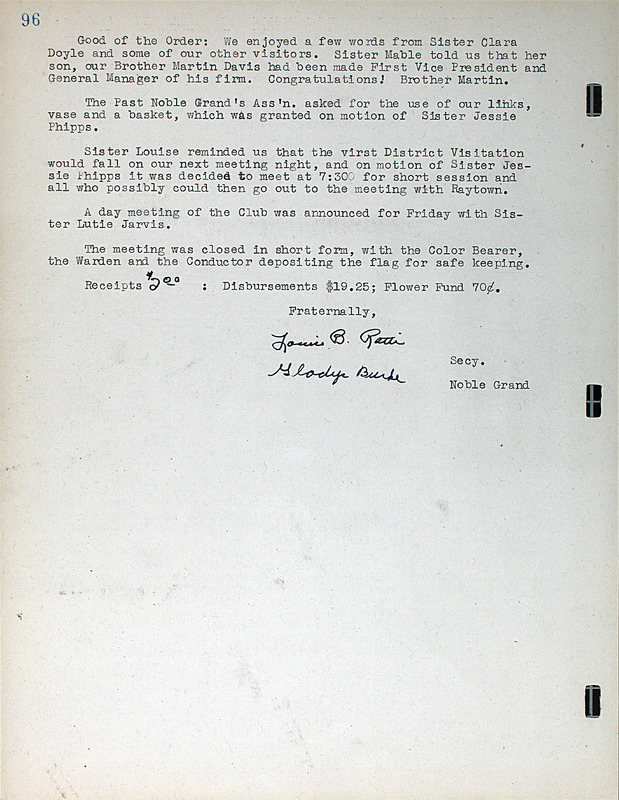 96
Good of the Order: We enjoyed a few words from Sister Clara
Doyle and some of our other visitors. Sister Mable told us that her
son, our Brother Martin Davis had been made First Vice President and
General Manager of his firm. Congratulations! Brother Martin.
The Past Noble Grand's Ass'n. asked for the use of our links,
vase and a basket, which was granted on motion of Sister Jessie
Phipps.
Sister Louise reminded us that the virst District Visitation
would fall on our next meeting night, and on motion of Sister Jes-
sie Phipps it was decided to meet at 7:300 for short session and
all who possibly could then go out to the meeting with Raytown.
A day meeting of the Club was announced for Friday with Sis-
ter Lutie Jarvis.
The meeting was closed in short form, with the Color Bearer,
the Warden and the Conductor depositing the flag for safe keeping.
Receipts : Disbursements $19.25; Flower Fund 70¢.
Fraternally,
B.
Secy.
Gladys Burke
Noble Grand